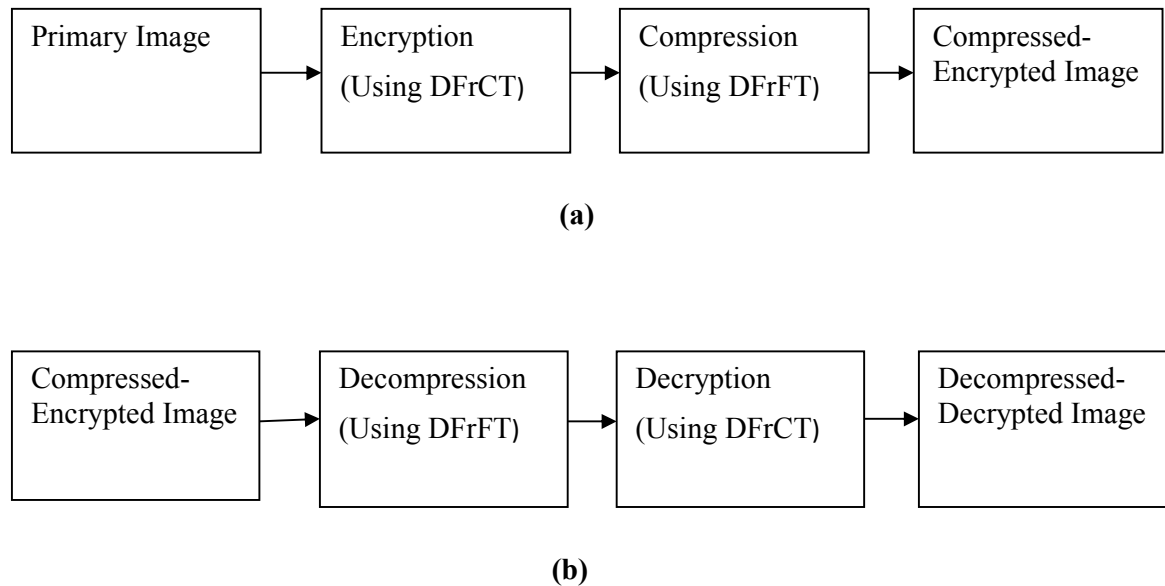 Primary Image
Encryption
(Using DFrCT)
Compression
(Using DFrFT)
Compressed-
Encrypted Image
(a)
Compressed-
Encrypted Image
Decompression
(Using DFrFT)
Decryption
(Using DFrCT)
Decompressed-
Decrypted Image
(b)